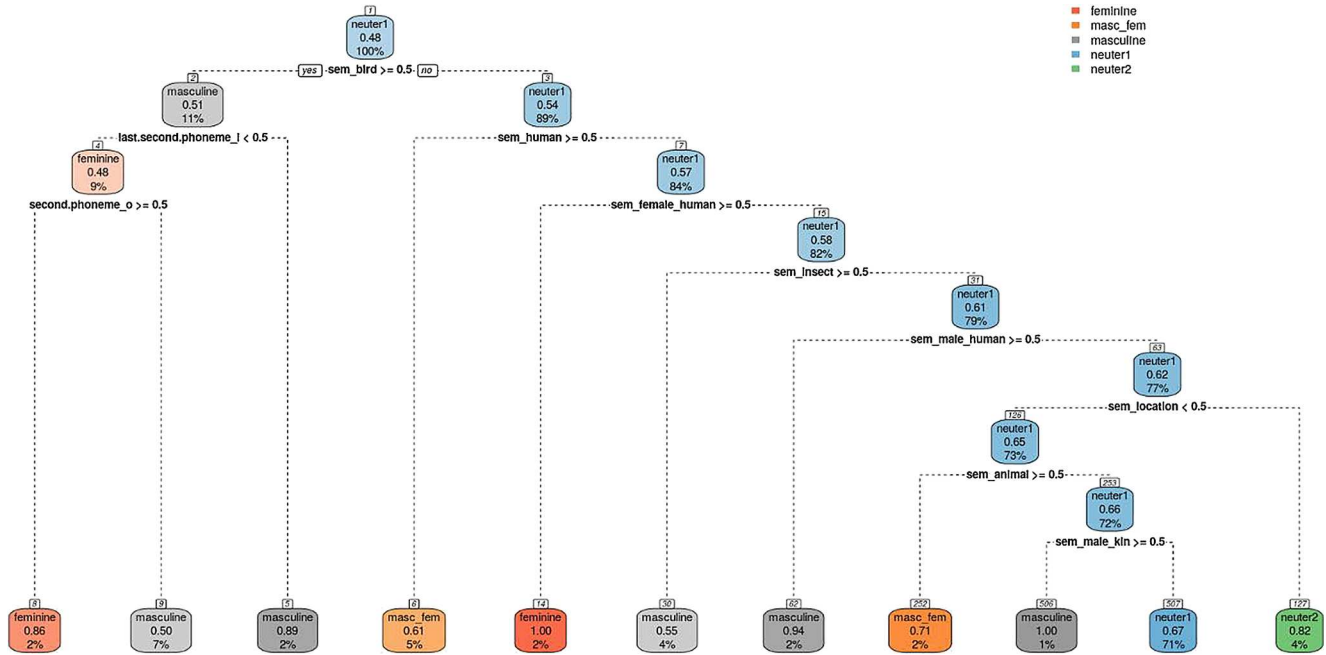 feminine
masc_fem
masculine
neuter1
neuter2
1
neuter1
0.48
100%
yes sem_bird >= 0.5 no
2
masculine
0.51
11%
3
neuter1
0.54
89%
last.second.phoneme_i < 0.5
sem_human >= 0.5
4
feminine
0.48
9%
7
neuter1
0.57
84%
second.phoneme_o >= 0.5
sem_female_human >= 0.5
15
neuter1
0.58
82%
sem_insect >= 0.5
31
neuter1
0.61
79%
sem_male_human >= 0.5
63
neuter1
0.62
77%
sem_location < 0.5
126
neuter1
0.65
73%
sem_animal >= 0.5
253
neuter1
0.66
72%
sem_male_kin >= 0.5
8
feminine
0.86
2%
9
masculine
0.50
7%
5
masculine
0.89
2%
6
masc_fem
0.61
5%
14
feminine
1.00
2%
30
masculine
0.55
4%
62
masculine
0.94
2%
252
masc_fem
0.71
2%
506
masculine
1.00
1%
507
neuter1
0.67
71%
127
neuter2
0.82
4%